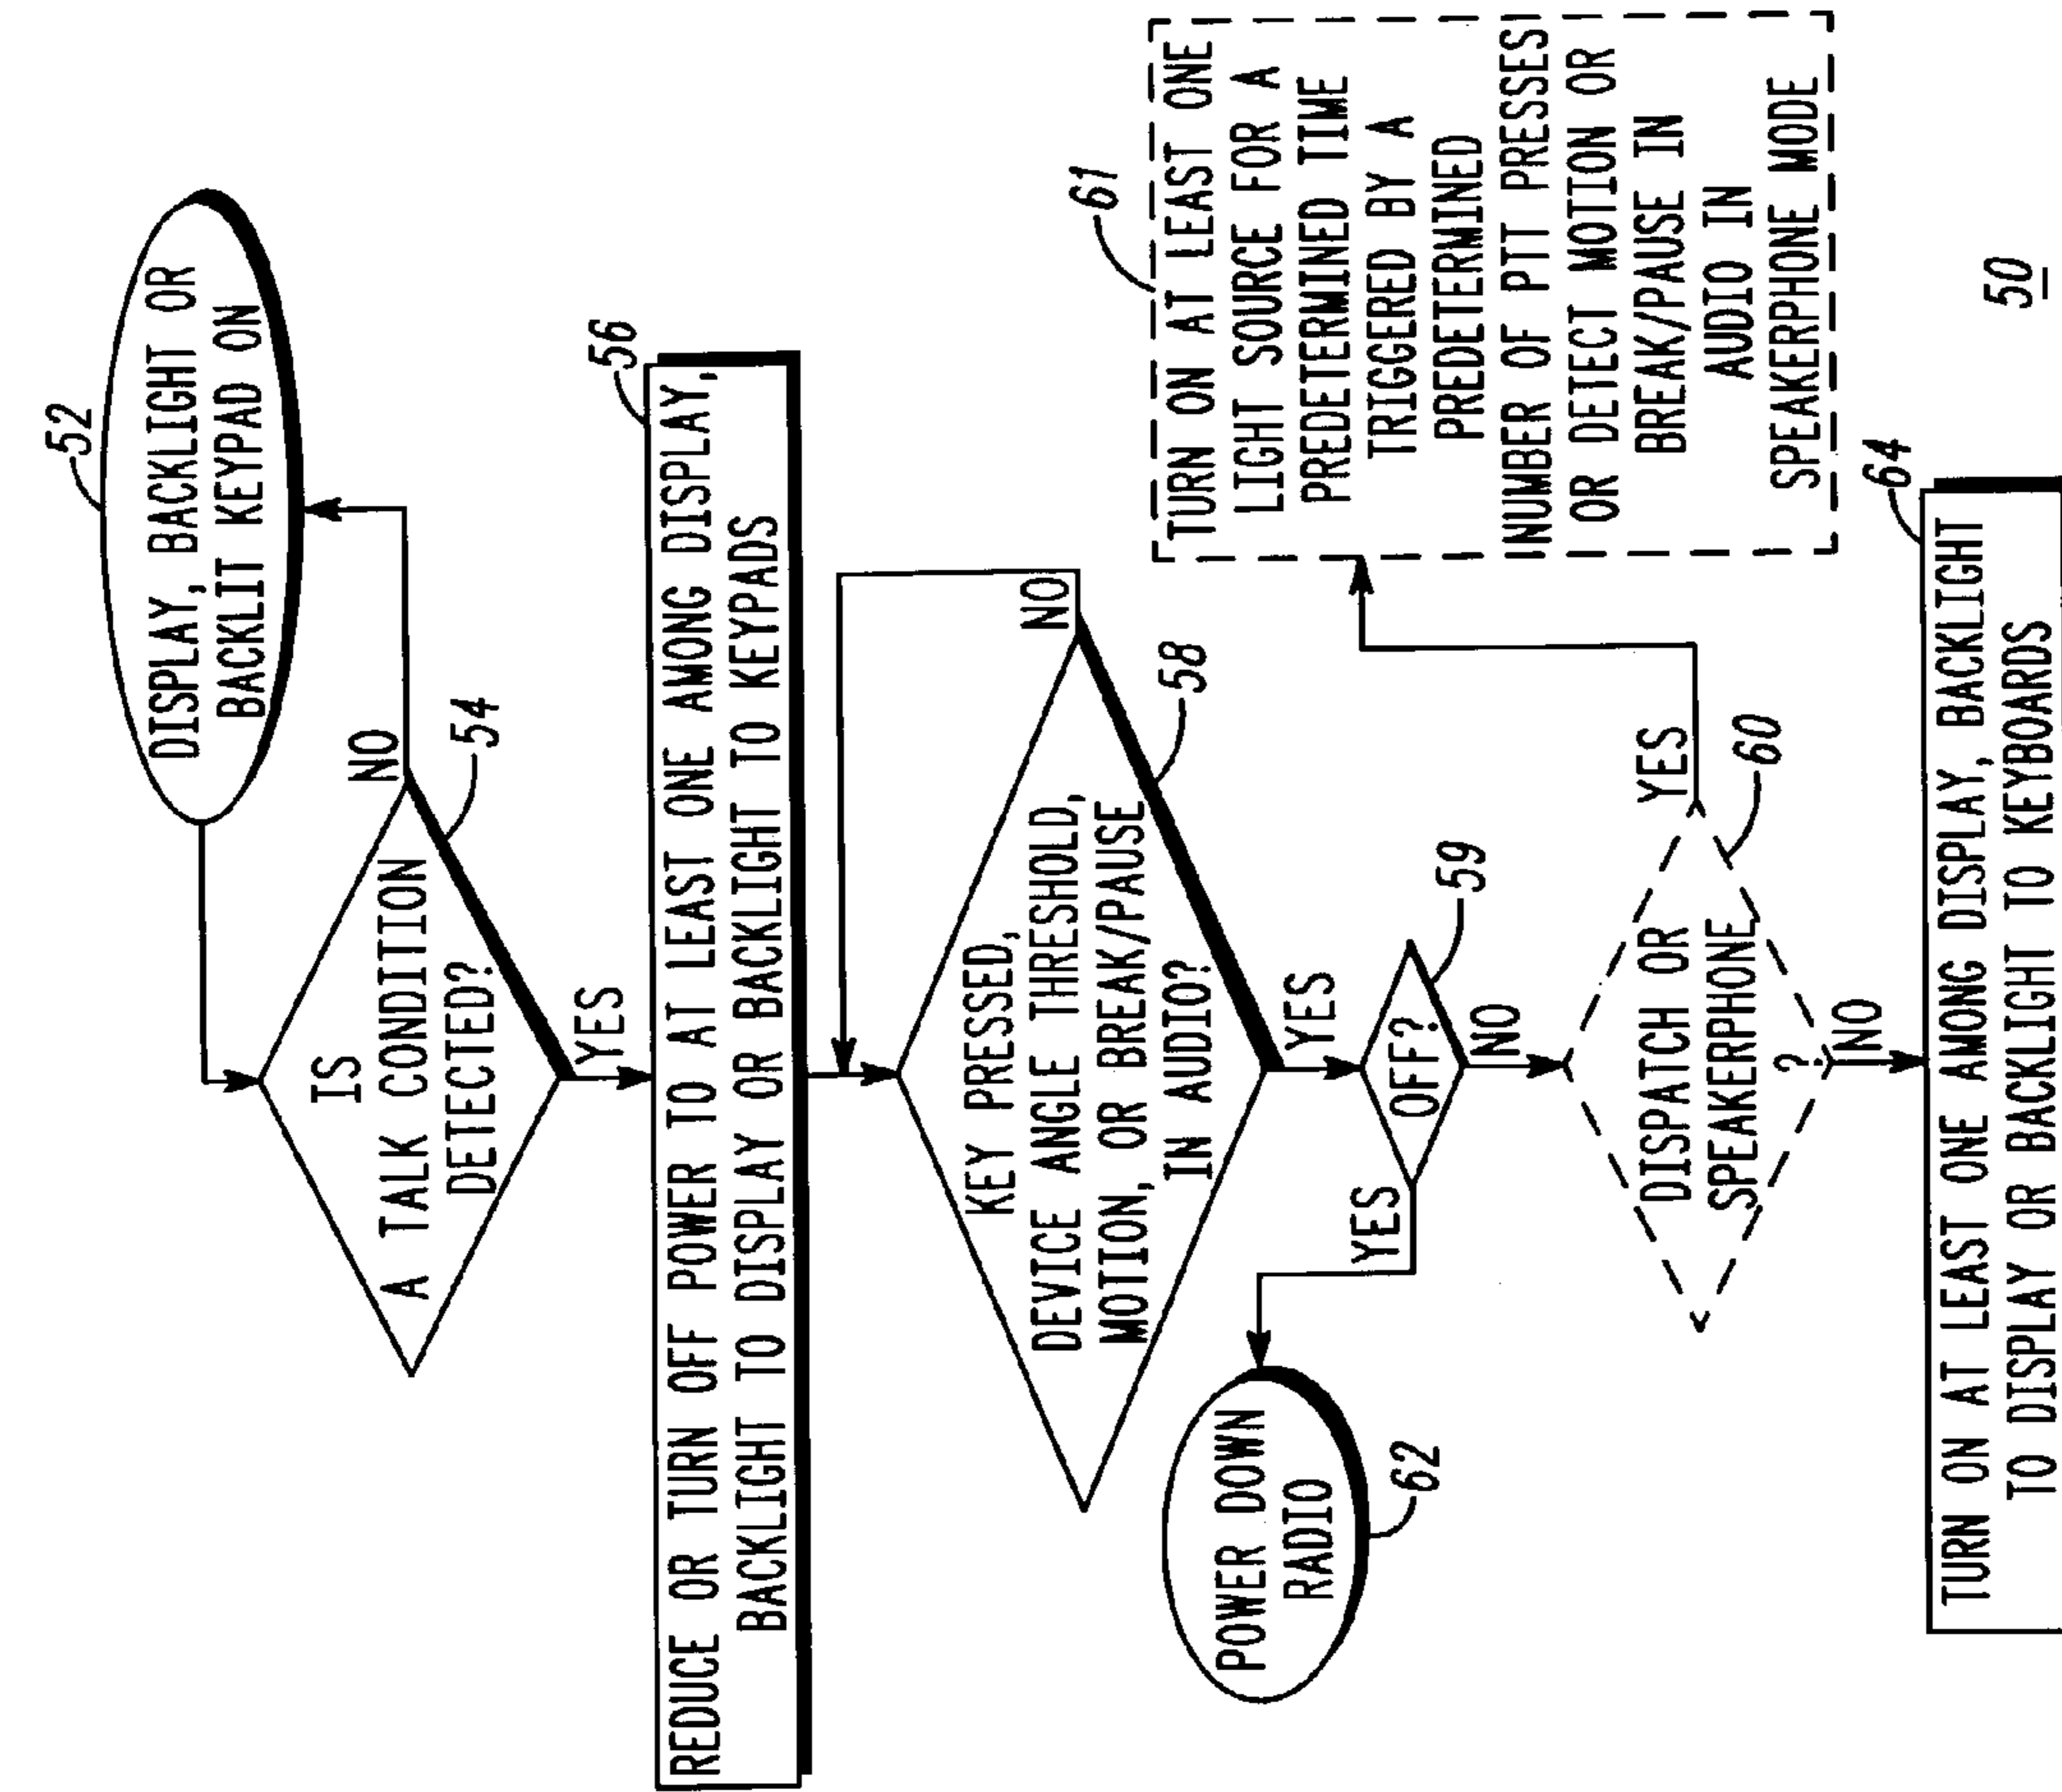 52
DISPLAY, BACKLIGHT OR
BACKLIT KEYPAD ON
IS
A TALK CONDITION
DETECTED?
NO
54
YES
56
REDUCE OR TURN OFF POWER TO AT LEAST ONE AMONG DISPLAY,
BACKLIGHT TO DISPLAY OR BACKLIGHT TO KEYPADS
KEY PRESSED,
DEVICE ANGLE THRESHOLD,
MOTION, OR BREAK/PAUSE
IN AUDIO?
NO
58
YES
OFF?
59
YES
NO
POWER DOWN
RADIO
62
DISPATCH OR
SPEAKERPHONE
?
YES
60
NO
61
TURN ON AT LEAST ONE
LIGHT SOURCE FOR A
PREDETERMINED TIME
TRIGGERED BY A
PREDETERMINED
NUMBER OF PTT PRESSES
OR DETECT MOTION OR
BREAK/PAUSE IN
AUDIO IN
SPEAKERPHONE MODE
64
TURN ON AT LEAST ONE AMONG DISPLAY, BACKLIGHT
TO DISPLAY OR BACKLIGHT TO KEYBOARDS
50